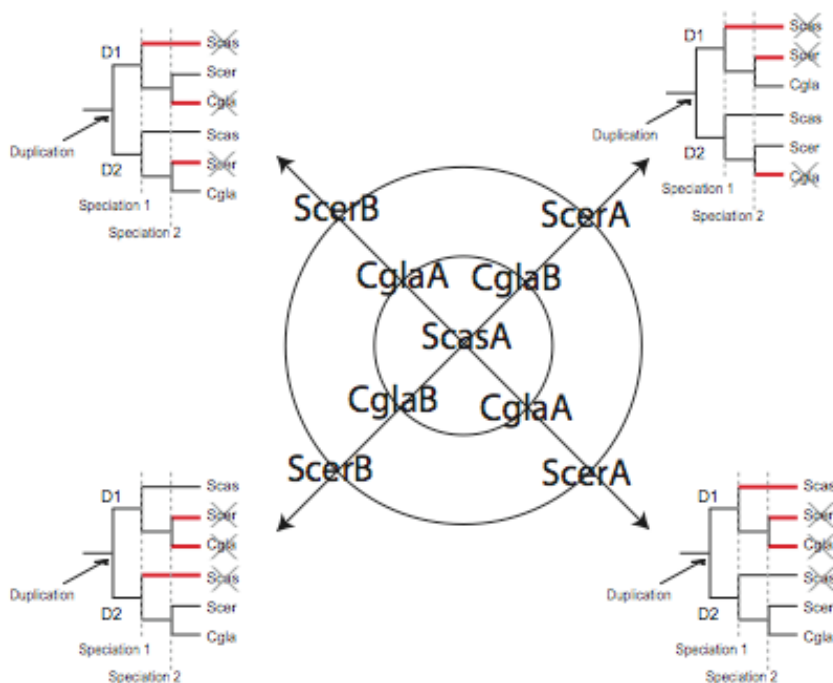 D1
Scas
Scer
Cgla
Scas
Duplication
D2
Scer
Cgla
Speciation 1
Speciation 2
D1
Scas
Scer
Cgla
Scas
Duplication
D2
Scer
Cgla
Speciation 1
Speciation 2
ScerB
ScerA
CglaA
CglaB
ScasA
CglaB
CglaA
ScerB
ScerA
D1
Scas
Scer
Cgla
Scas
Duplication
D2
Scer
Cgla
Speciation 1
Speciation 2
D1
Scas
Scer
Cgla
Scas
Duplication
D2
Scer
Cgla
Speciation 1
Speciation 2